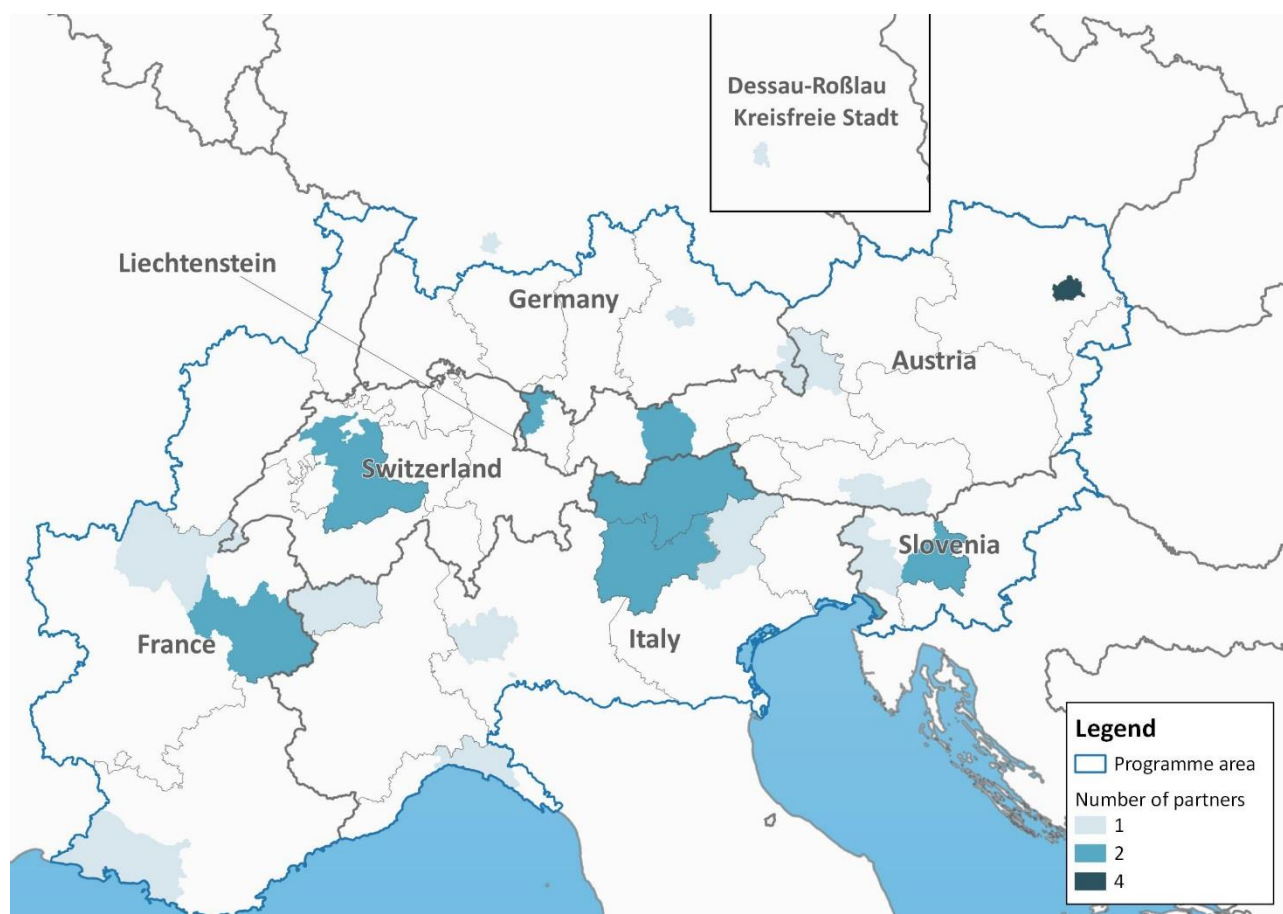 Dessau-Roßlau
Kreisfreie Stadt
Liechtenstein
Germany
Austria
Switzerland
Slovenia
France
Italy
Legend
Programme area
Number of partners
1
2
4